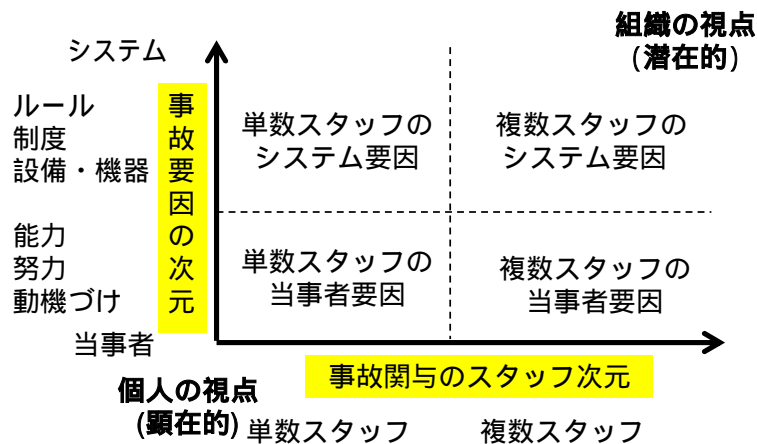 組織の視点
(潜在的)
システム
ルール
制度
設備・機器
事故要因の次元
単数スタッフの
システム要因
複数スタッフの
システム要因
能力
努力
動機づけ
単数スタッフの
当事者要因
複数スタッフの
当事者要因
当事者
個人の視点
(顕在的)
事故関与のスタッフ次元
単数スタッフ
複数スタッフ